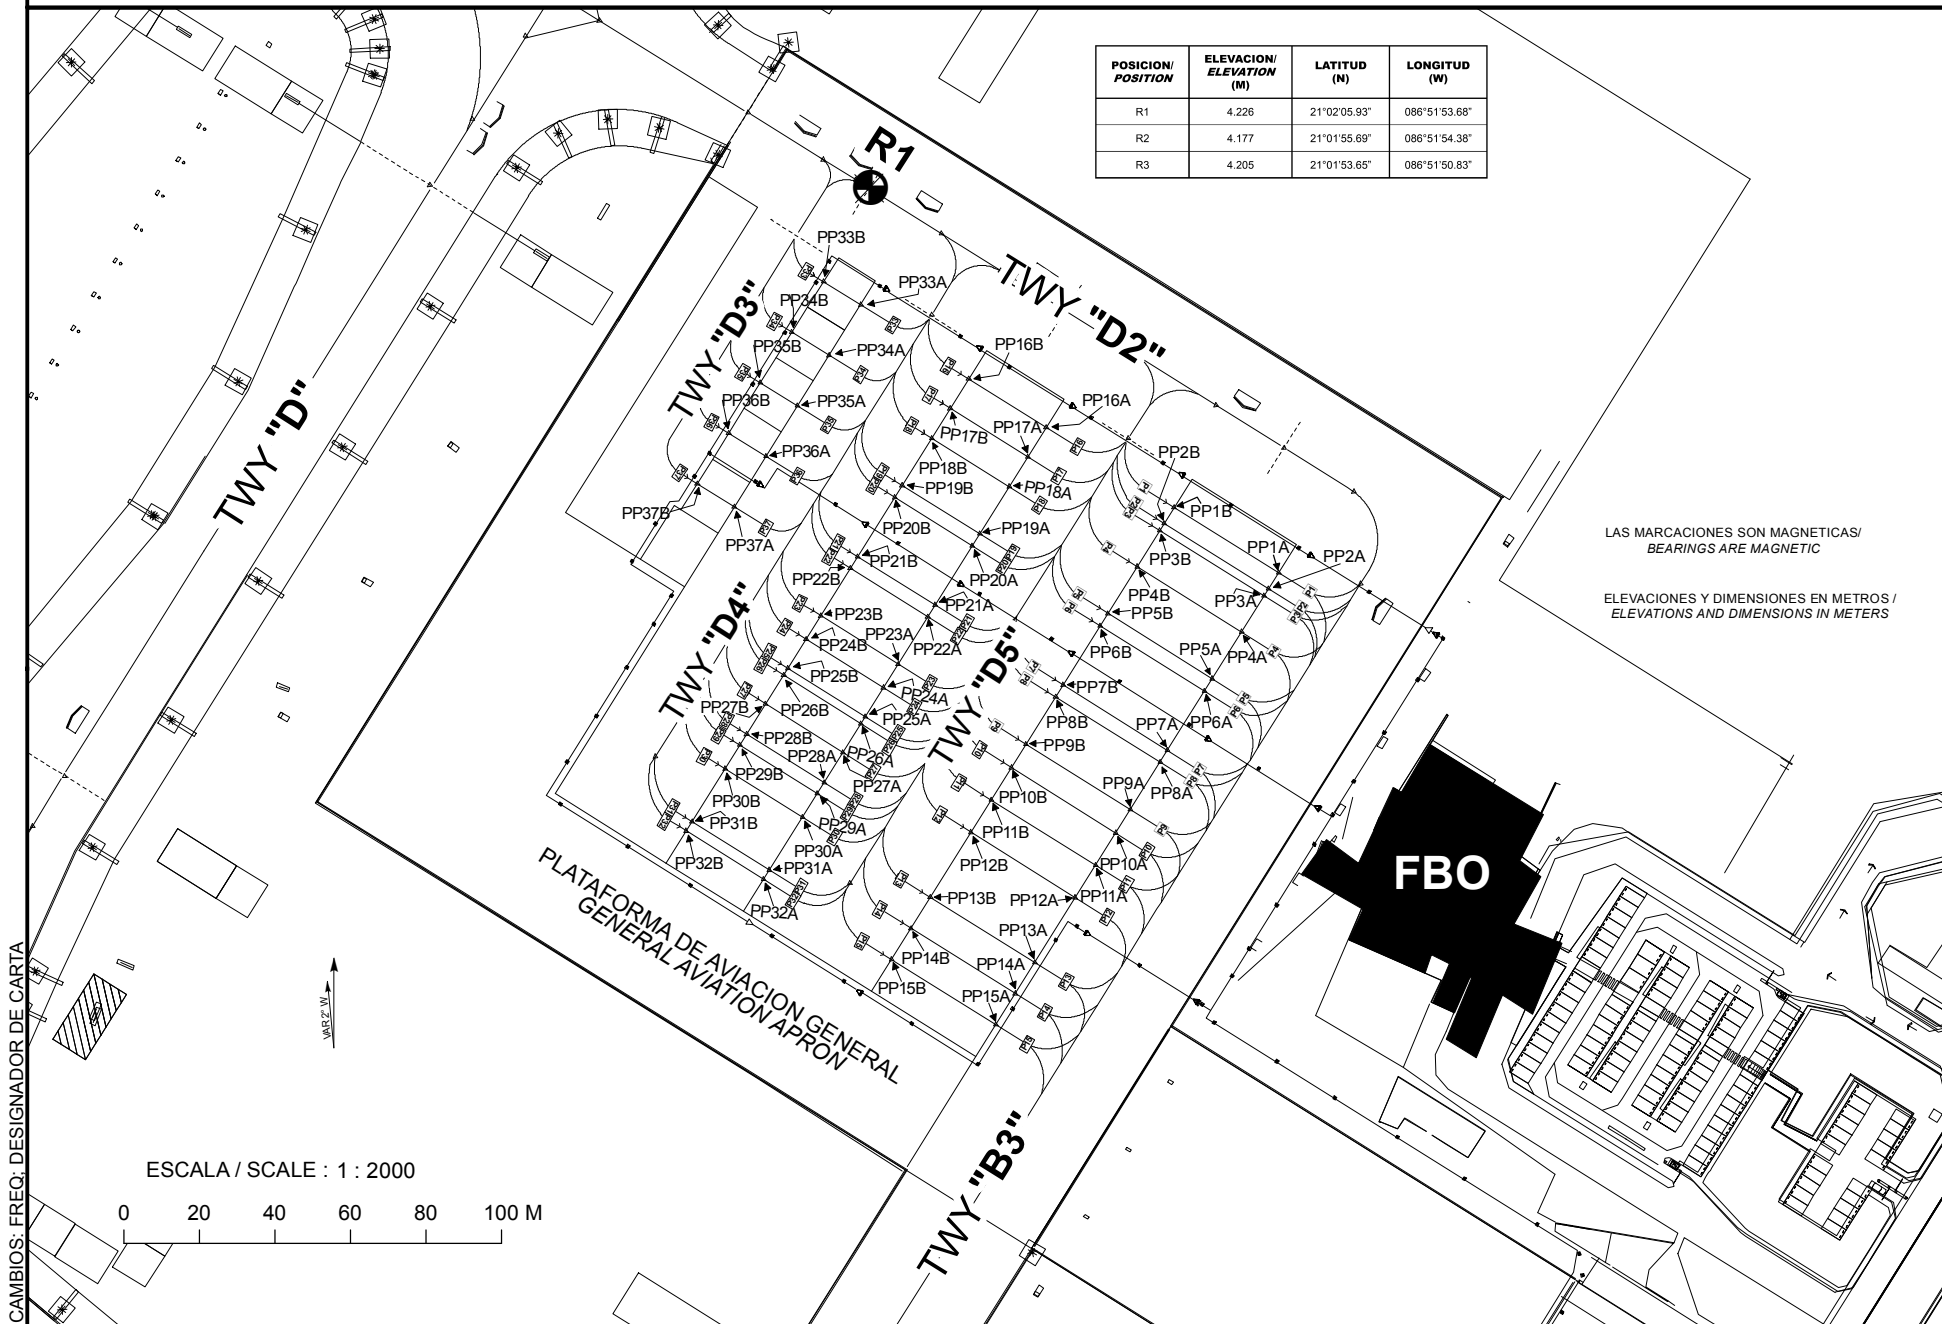 POSICION/ ELEVACION/ LATITUD LONGITUD
POSITION ELEVATION (N) (W)
(M)
R1 4.226 21°02'05.93" 086°51'53.68"
R2 4.177 21°01'55.69" 086°51'54.38"
R3 4.205 21°01'53.65" 086°51'50.83"
LAS MARCACIONES SON MAGNETICAS/
BEARINGS ARE MAGNETIC
ELEVACIONES Y DIMENSIONES EN METROS /
ELEVATIONS AND DIMENSIONS IN METERS
R1
TWY "D"
TWY "D2"
TWY "D3"
TWY "D4"
TWY "D5"
TWY "B3"
FBO
PP33B
PP33A
PP34B
PP34A
PP35B
PP35A
PP36B
PP36A
PP37B
PP37A
PP16B
PP16A
PP17B
PP17A
PP18B
PP18A
PP19B
PP19A
PP20B
PP20A
PP21B
PP21A
PP22B
PP22A
PP23B
PP23A
PP24B
PP24A
PP25B
PP25A
PP26B
PP26A
PP27B
PP27A
PP28B
PP28A
PP29B
PP29A
PP30B
PP30A
PP31B
PP31A
PP32B
PP32A
PP1B
PP1A
PP2B
PP2A
PP3B
PP3A
PP4B
PP4A
PP5B
PP5A
PP6B
PP6A
PP7B
PP7A
PP8B
PP8A
PP9B
PP9A
PP10B
PP10A
PP11B
PP11A
PP12B
PP12A
PP13B
PP13A
PP14B
PP14A
PP15B
PP15A
PLATAFORMA DE AVIACION GENERAL
GENERAL AVIATION APRON
VAR 2° W
ESCALA / SCALE : 1 : 2000
0 20 40 60 80 100 M
CAMBIOS: FREQ; DESIGNADOR DE CARTA